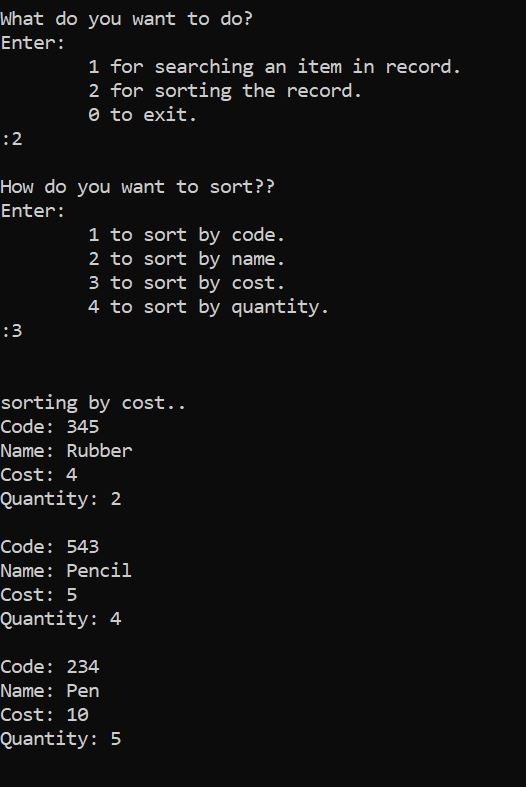 What do you want to do?
Enter:
1 for searching an item in record.
2 for sorting the record.
0 to exit.
:2
How do you want to sort??
Enter:
1 to sort by code.
2 to sort by name.
3 to sort by cost.
4 to sort by quantity.
:3
sorting by cost..
Code: 345
Name: Rubber
Cost: 4
Quantity: 2
Code: 543
Name: Pencil
Cost: 5
Quantity: 4
Code: 234
Name: Pen
Cost: 10
Quantity: 5